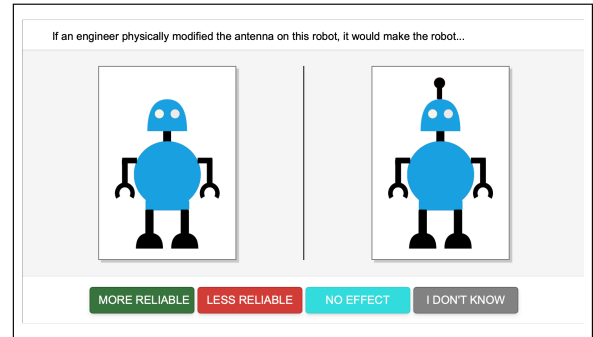 If an engineer physically modified the antenna on this robot, it would make the robot...
MORE RELIABLE
LESS RELIABLE
NO EFFECT
I DON'T KNOW